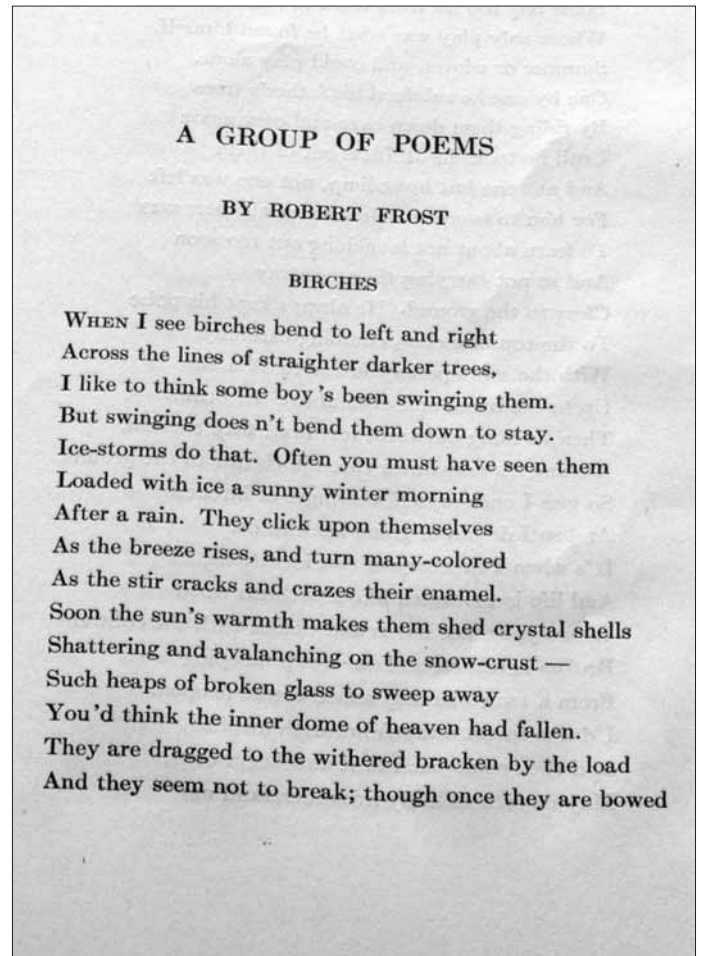 A GROUP OF POEMS
BY ROBERT FROST
BIRCHES
WHEN I see birches bend to left and right
Across the lines of straighter darker trees,
I like to think some boy 's been swinging them.
But swinging does n't bend them down to stay.
Ice-storms do that. Often you must have seen them
Loaded with ice a sunny winter morning
After a rain. They click upon themselves
As the breeze rises, and turn many-colored
As the stir cracks and crazes their enamel.
Soon the sun's warmth makes them shed crystal shells
Shattering and avalanching on the snow-crust —
Such heaps of broken glass to sweep away
You 'd think the inner dome of heaven had fallen.
They are dragged to the withered bracken by the load
And they seem not to break; though once they are bowed